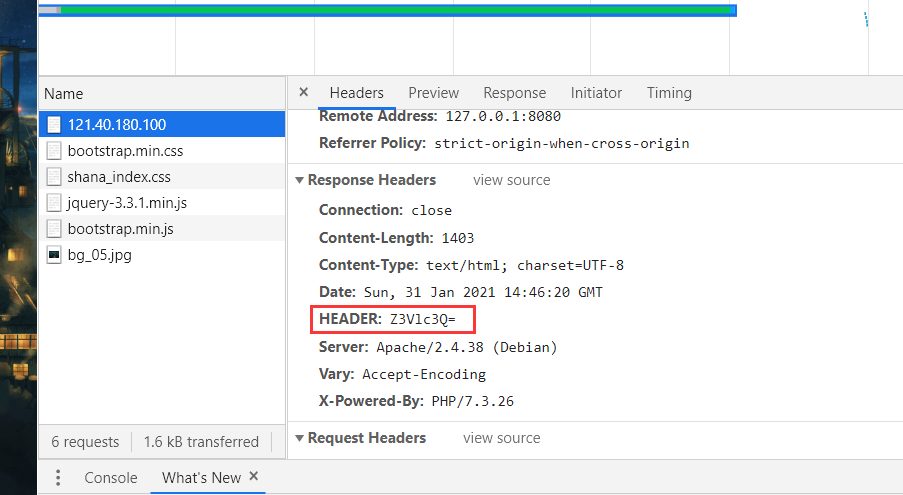 Name
121.40.180.100
bootstrap.min.css
shana_index.css
jquery-3.3.1.min.js
bootstrap.min.js
bg_05.jpg
6 requests 1.6 kB transferred
× Headers Preview Response Initiator Timing
Remote Address: 127.0.0.1:8080
Referrer Policy: strict-origin-when-cross-origin
Response Headers view source
Connection: close
Content-Length: 1403
Content-Type: text/html; charset=UTF-8
Date: Sun, 31 Jan 2021 14:46:20 GMT
HEADER: Z3Vlc3Q=
Server: Apache/2.4.38 (Debian)
Vary: Accept-Encoding
X-Powered-By: PHP/7.3.26
Request Headers view source
Console What's New ×